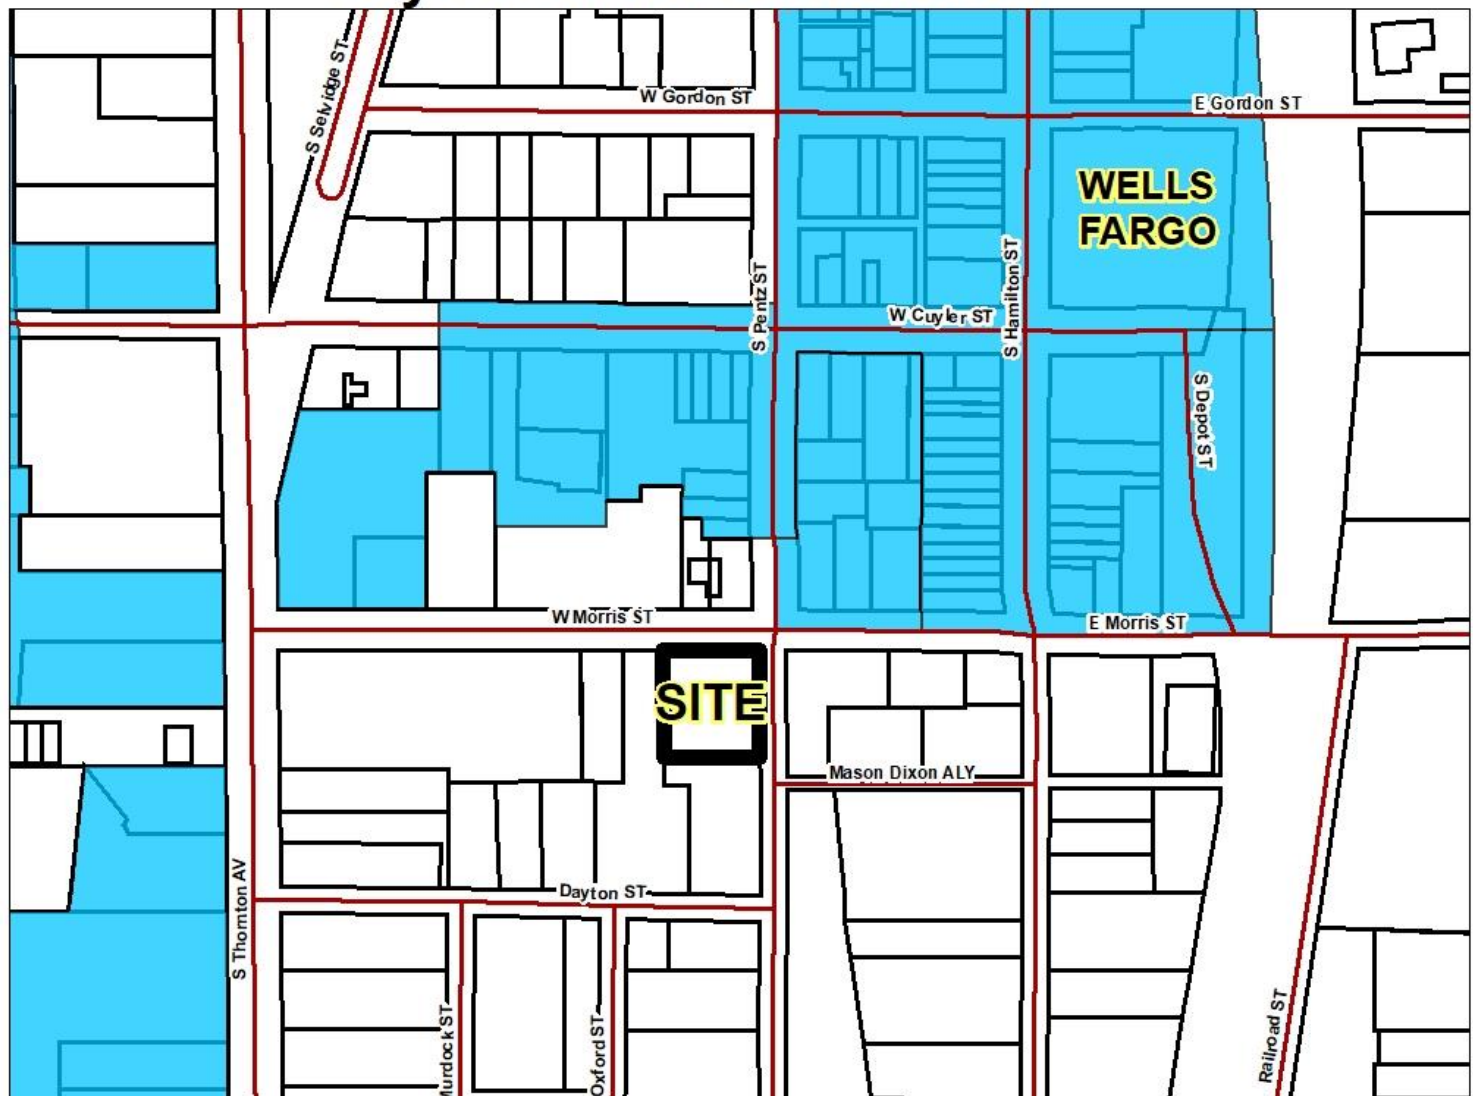 W Gordon ST
E Gordon ST
S Selvidge ST
WELLS
FARGO
S Pentz ST
S Hamilton ST
W Cuyler ST
S Depot ST
W Morris ST
E Morris ST
SITE
Mason Dixon ALY
Dayton ST
S Thornton AV
Murdock ST
Oxford ST
Railroad ST